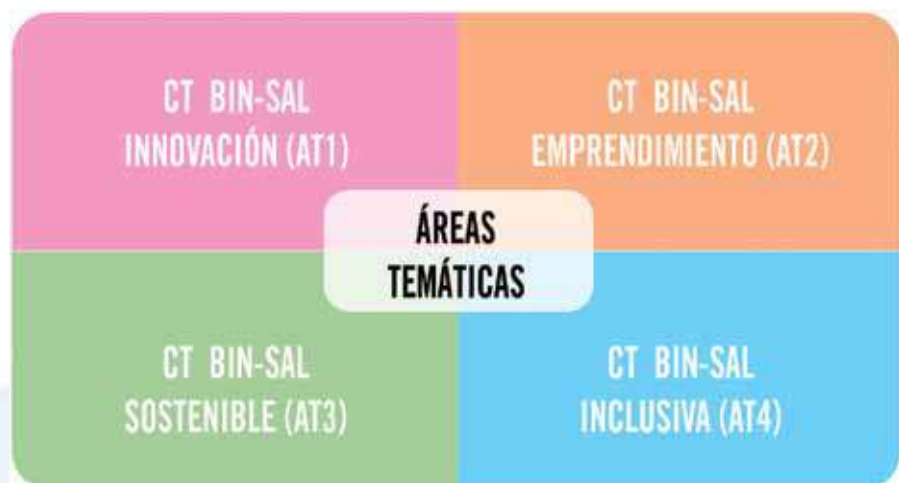 CT BIN-SAL
INNOVACIÓN (AT1)
CT BIN-SAL
EMPRENDIMIENTO (AT2)
ÁREAS
TEMÁTICAS
CT BIN-SAL
SOSTENIBLE (AT3)
CT BIN-SAL
INCLUSIVA (AT4)